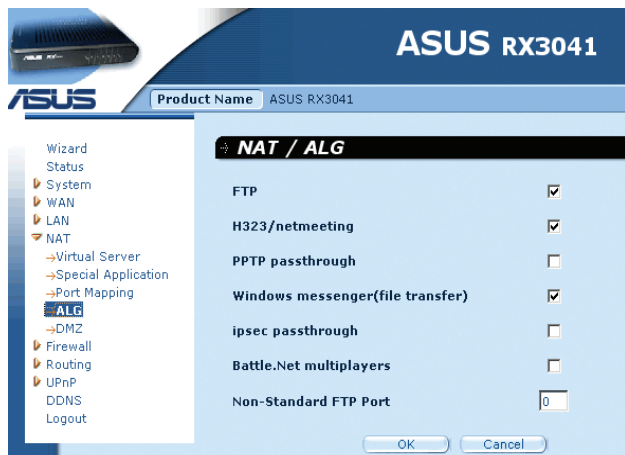 ASUS RX3041
ASUS
Product Name ASUS RX3041
Wizard
Status
System
WAN
LAN
NAT
Virtual Server
Special Application
Port Mapping
ALG
DMZ
Firewall
Routing
UPnP
DDNS
Logout
NAT / ALG
FTP
H323/netmeeting
PPTP passthrough
Windows messenger(file transfer)
ipsec passthrough
Battle.Net multiplayers
Non-Standard FTP Port 0
OK Cancel